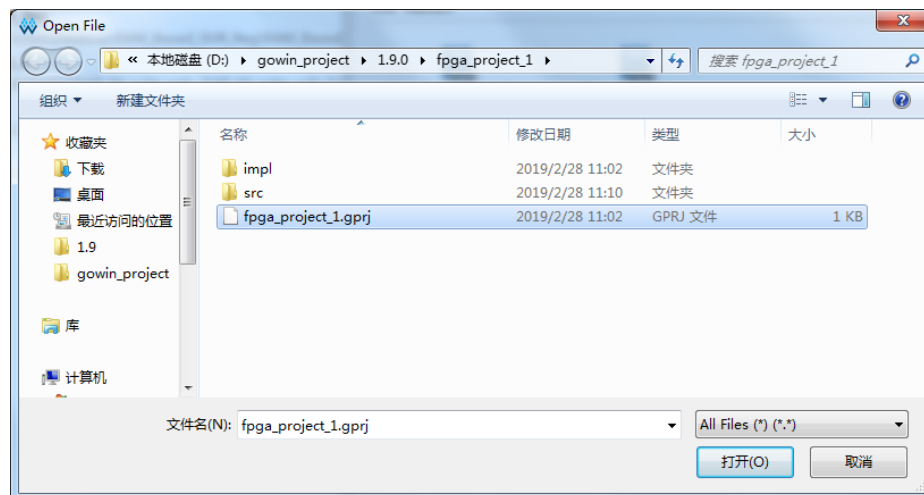 Open File
« 本地磁盘 (D:) ▸ gowin_project ▸ 1.9.0 ▸ fpga_project_1 ▸
搜索 fpga_project_1
组织 新建文件夹
收藏夹
下载
桌面
最近访问的位置
1.9
gowin_project
库
计算机
名称 修改日期 类型 大小
impl 2019/2/28 11:02 文件夹
src 2019/2/28 11:10 文件夹
fpga_project_1.gprj 2019/2/28 11:02 GPRJ 文件 1 KB
文件名(N): fpga_project_1.gprj All Files (*) (*.*)
打开(O) 取消